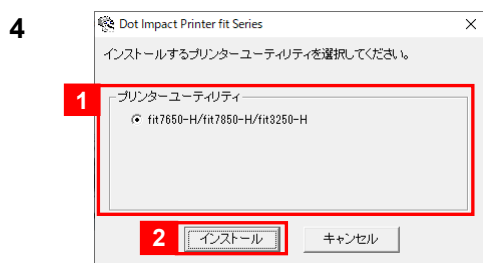 4
Dot Impact Printer fit Series
インストールするプリンターユーティリティを選択してください。
1
プリンターユーティリティ
fit7650-H/fit7850-H/fit3250-H
2
インストール
キャンセル